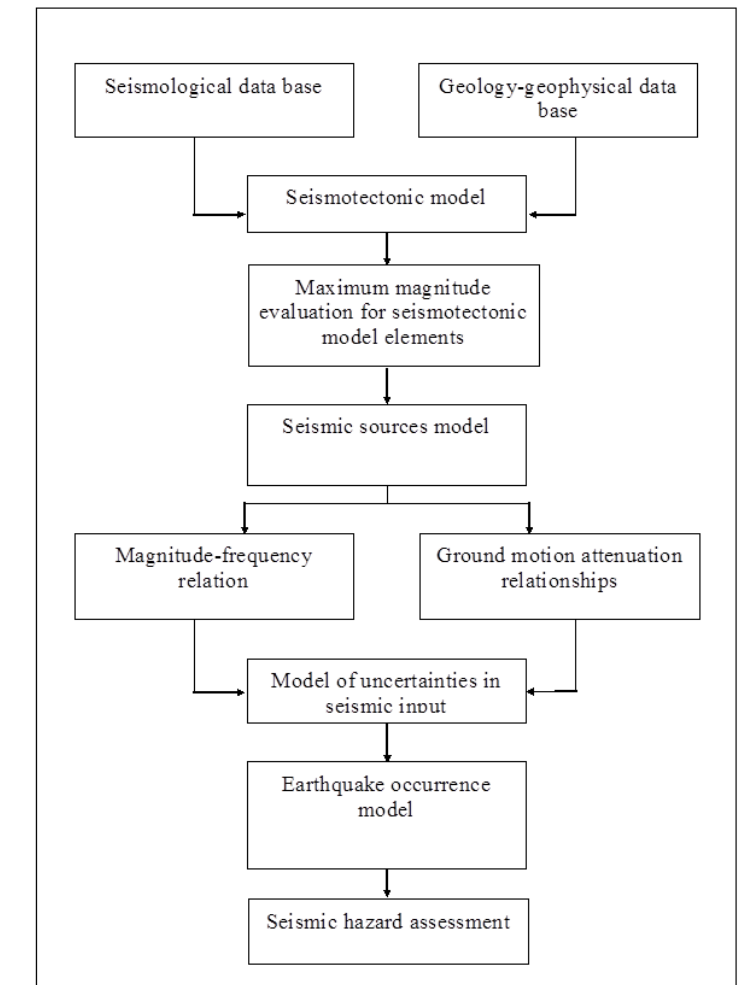 Seismological data base
Geology-geophysical data
base
Seismotectonic model
Maximum magnitude
evaluation for seismotectonic
model elements
Seismic sources model
Magnitude-frequency
relation
Ground motion attenuation
relationships
Model of uncertainties in
seismic input
Earthquake occurrence
model
Seismic hazard assessment